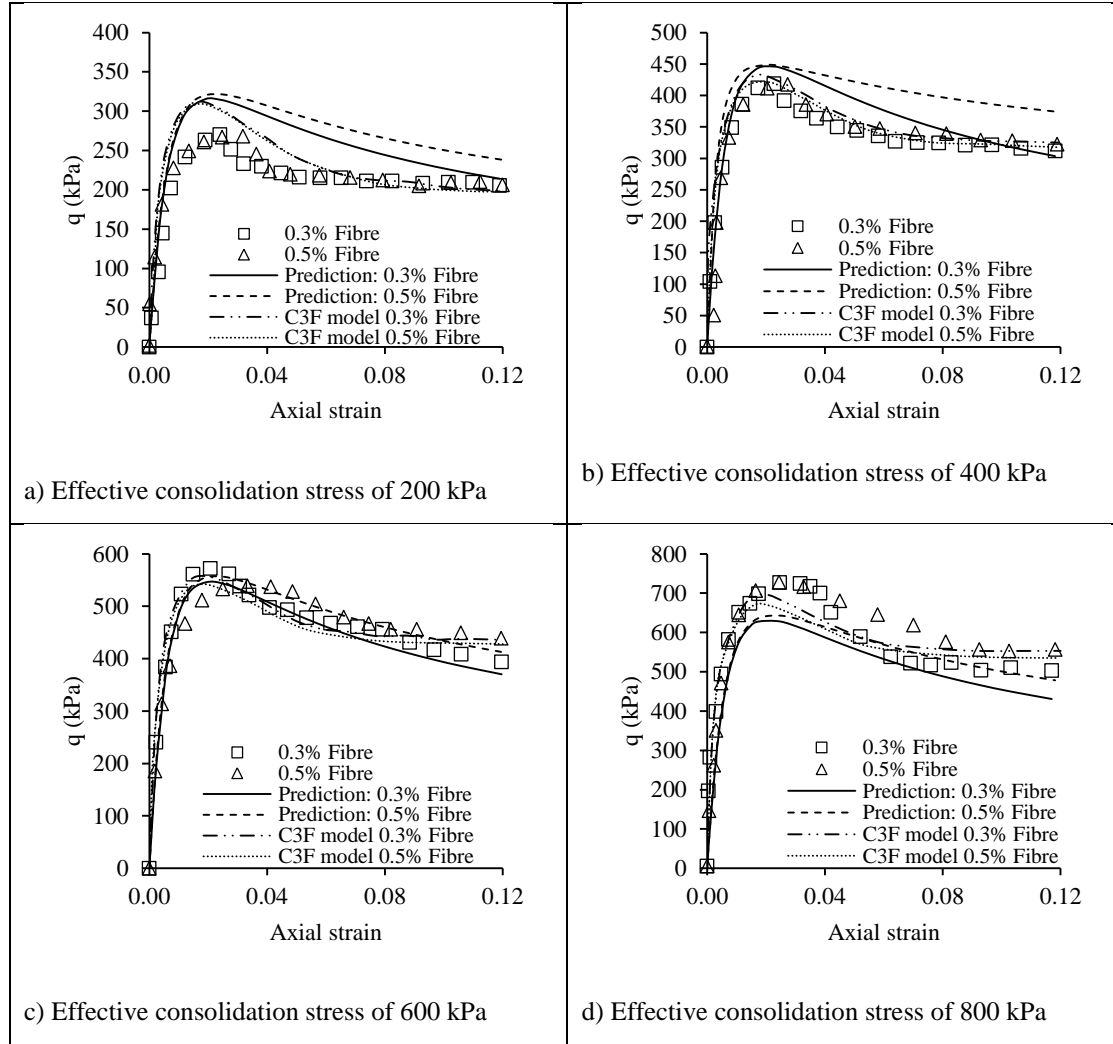 400
350
300
250
200
150
100
50
0
q (kPa)
0.3% Fibre
0.5% Fibre
Prediction: 0.3% Fibre
Prediction: 0.5% Fibre
C3F model 0.3% Fibre
C3F model 0.5% Fibre
0.00 0.04 0.08 0.12
Axial strain
a) Effective consolidation stress of 200 kPa
500
450
400
350
300
250
200
150
100
50
0
q (kPa)
0.3% Fibre
0.5% Fibre
Prediction: 0.3% Fibre
Prediction: 0.5% Fibre
C3F model 0.3% Fibre
C3F model 0.5% Fibre
0.00 0.04 0.08 0.12
Axial strain
b) Effective consolidation stress of 400 kPa
600
500
400
300
200
100
0
q (kPa)
0.3% Fibre
0.5% Fibre
Prediction: 0.3% Fibre
Prediction: 0.5% Fibre
C3F model 0.3% Fibre
C3F model 0.5% Fibre
0.00 0.04 0.08 0.12
Axial strain
c) Effective consolidation stress of 600 kPa
800
700
600
500
400
300
200
100
0
q (kPa)
0.3% Fibre
0.5% Fibre
Prediction: 0.3% Fibre
Prediction: 0.5% Fibre
C3F model 0.3% Fibre
C3F model 0.5% Fibre
0.00 0.04 0.08 0.12
Axial strain
d) Effective consolidation stress of 800 kPa